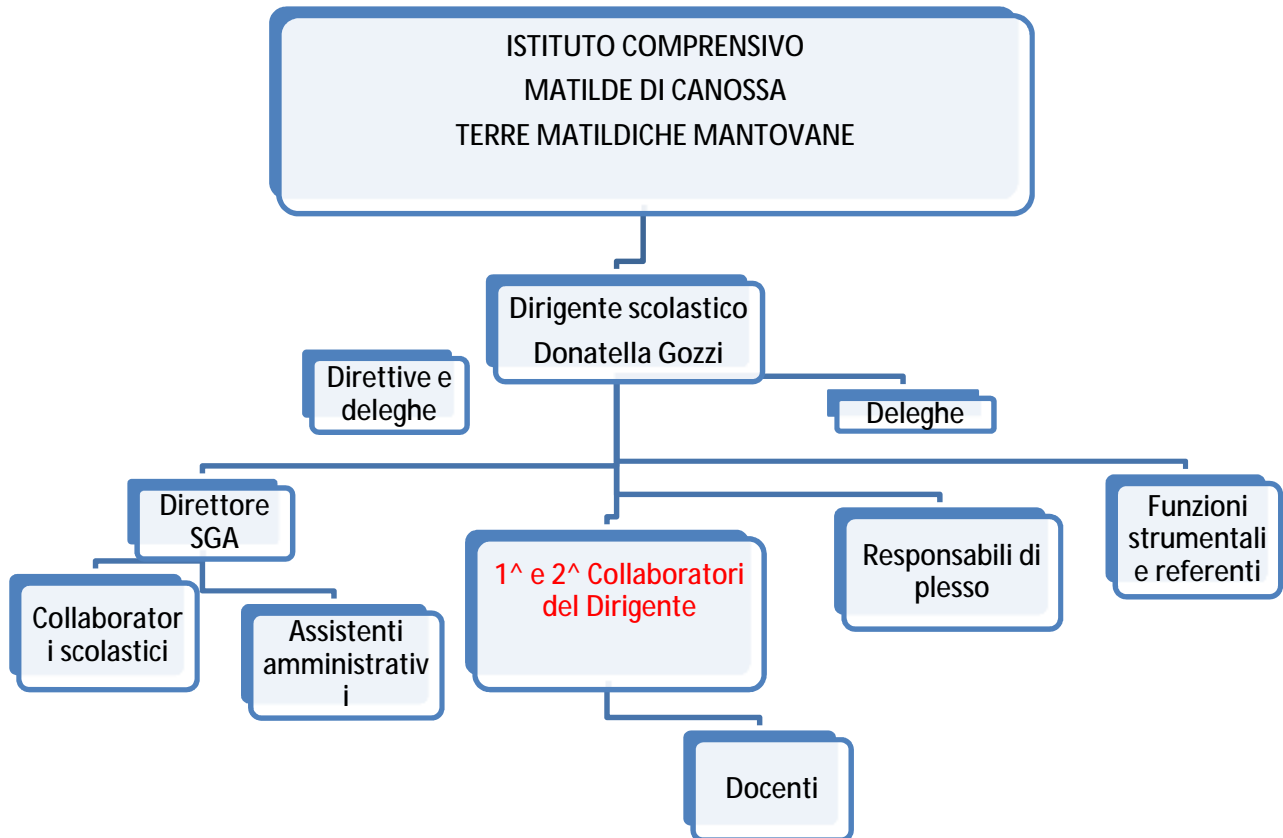 ISTITUTO COMPRENSIVO
MATILDE DI CANOSSA
TERRE MATILDICHE MANTOVANE
Dirigente scolastico
Donatella Gozzi
Direttive e
deleghe
Deleghe
Direttore
SGA
1^ e 2^ Collaboratori
del Dirigente
Responsabili di
plesso
Funzioni
strumentali
e referenti
Collaborator
i scolastici
Assistenti
amministrativ
i
Docenti